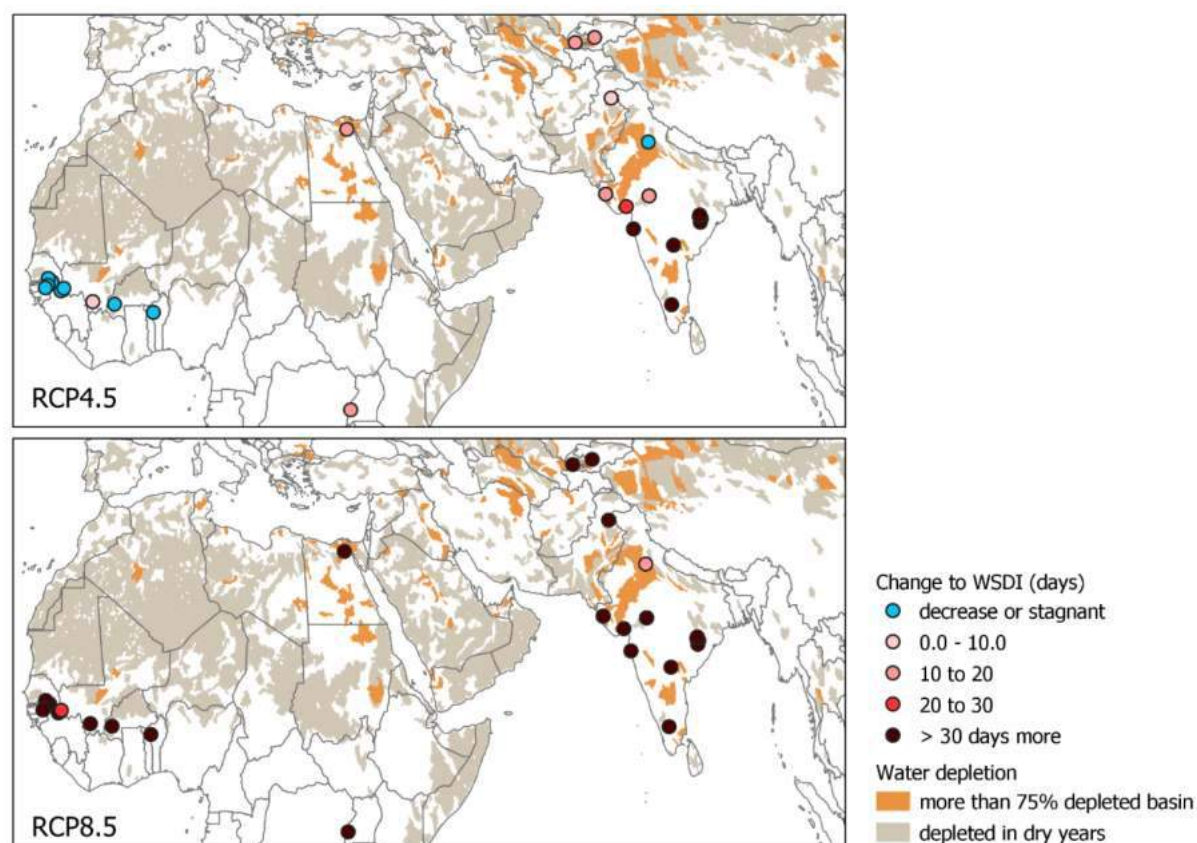 RCP4.5
RCP8.5
Change to WSDI (days)
decrease or stagnant
0.0 - 10.0
10 to 20
20 to 30
> 30 days more
Water depletion
more than 75% depleted basin
depleted in dry years